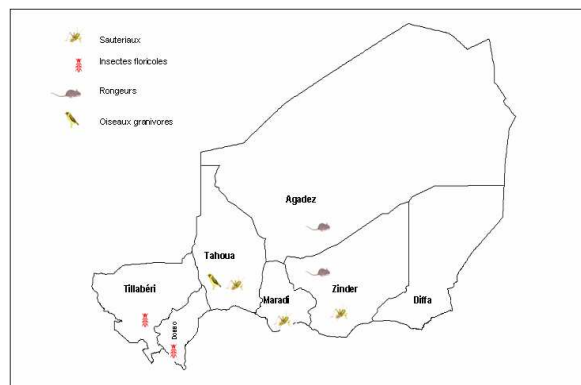 Sauteriaux
Insectes floricoles
Rongeurs
Oiseaux granivores
Agadez
Tahoua
Tillabéri
Maradi
Zinder
Diffa
Dosso